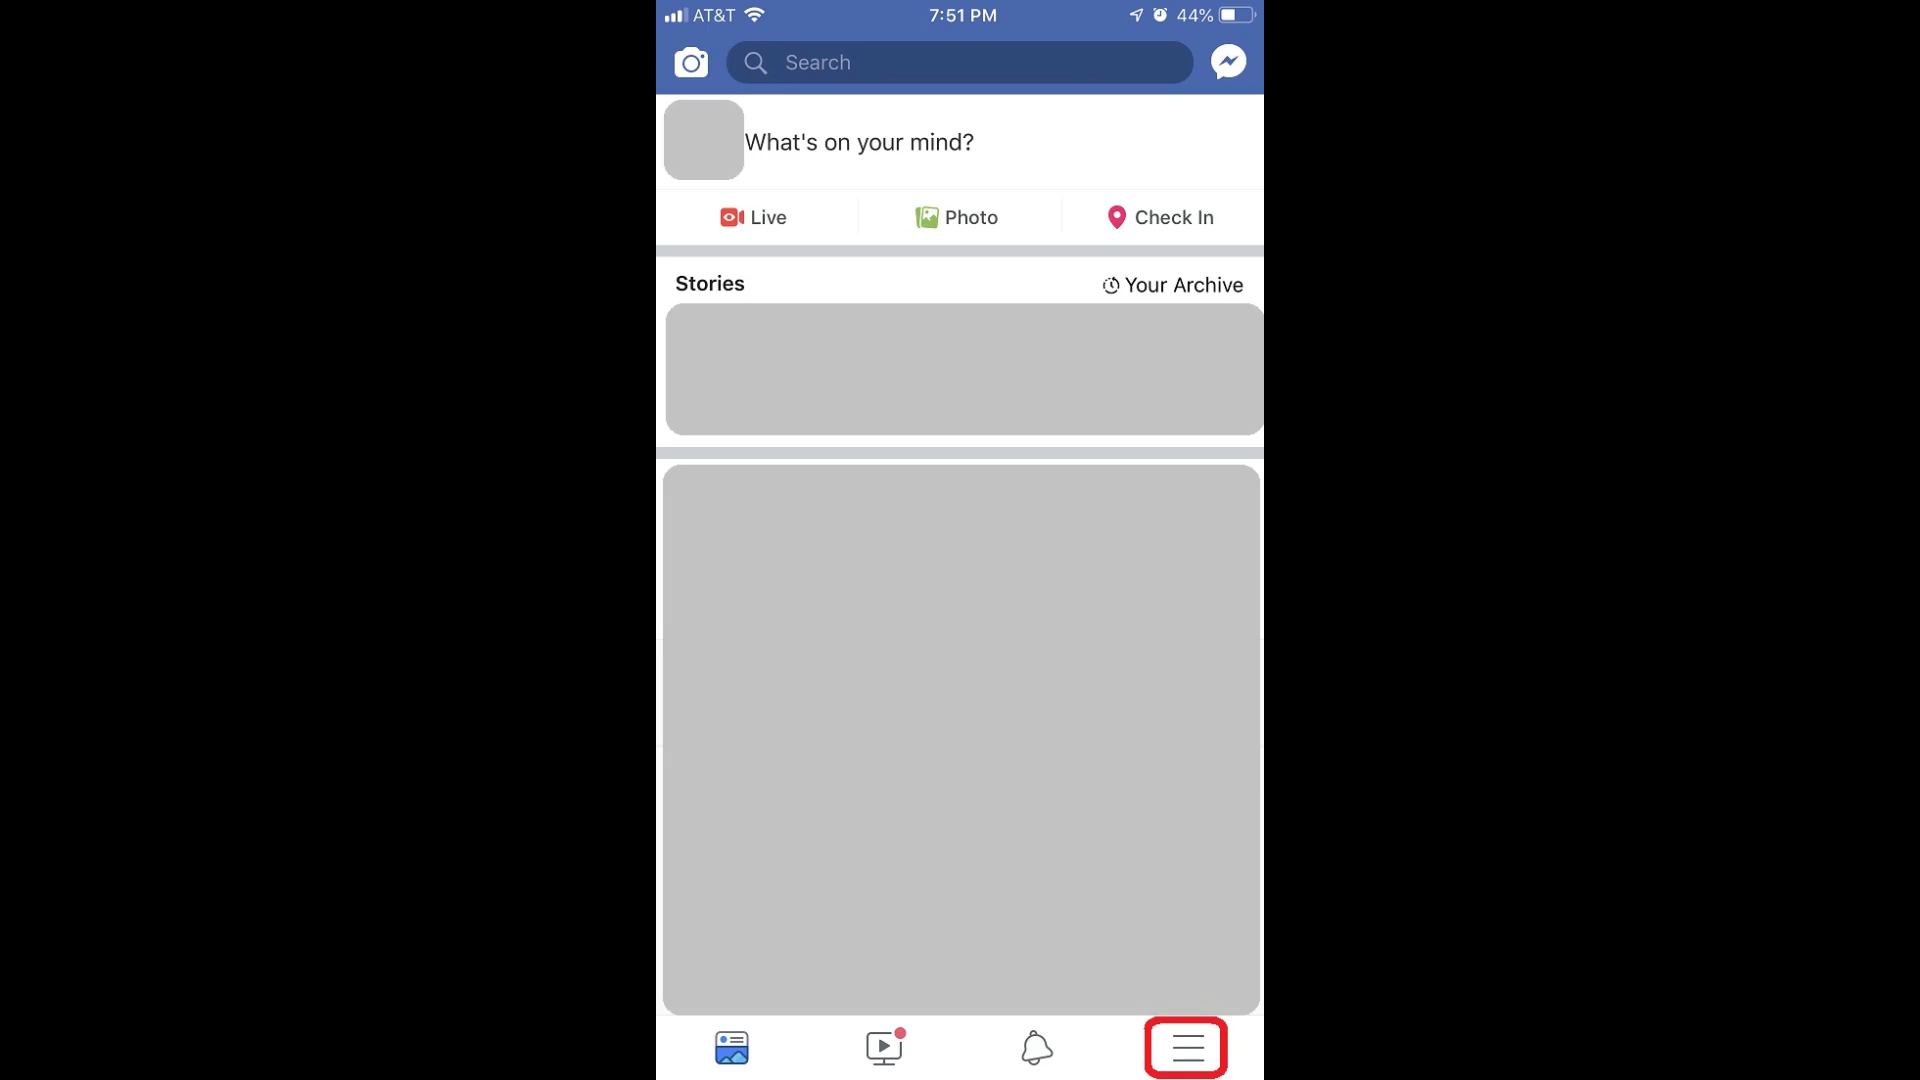 AT&T 7:51 PM 44%
Search
What's on your mind?
Live Photo Check In
Stories Your Archive